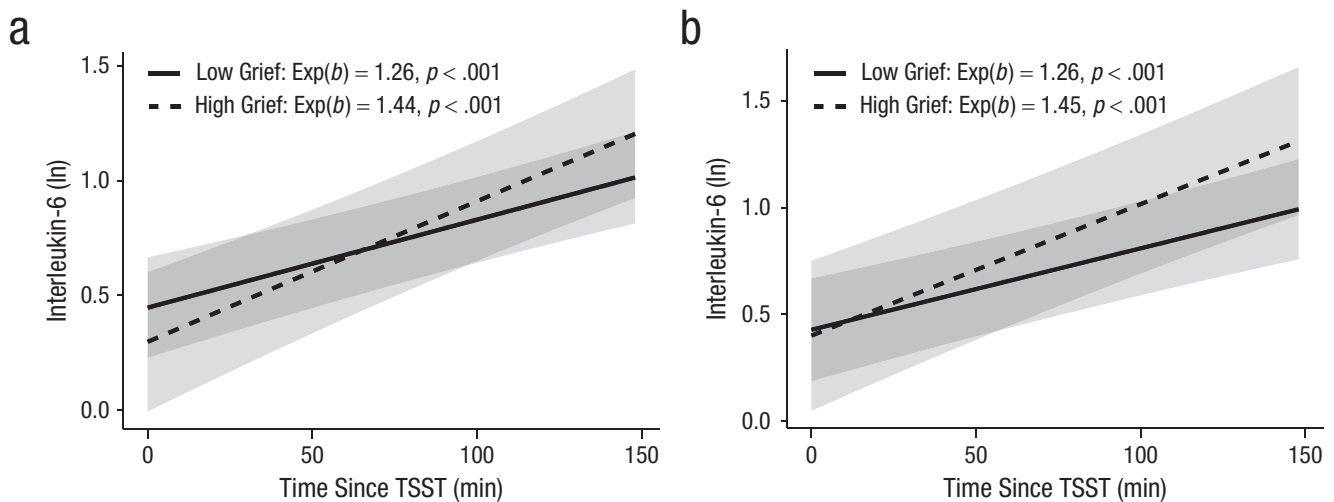 a
Low Grief: Exp(b) = 1.26, p < .001
High Grief: Exp(b) = 1.44, p < .001
Interleukin-6 (ln)
1.5
1.0
0.5
0.0
0
50
100
150
Time Since TSST (min)
b
Low Grief: Exp(b) = 1.26, p < .001
High Grief: Exp(b) = 1.45, p < .001
Interleukin-6 (ln)
1.5
1.0
0.5
0.0
0
50
100
150
Time Since TSST (min)